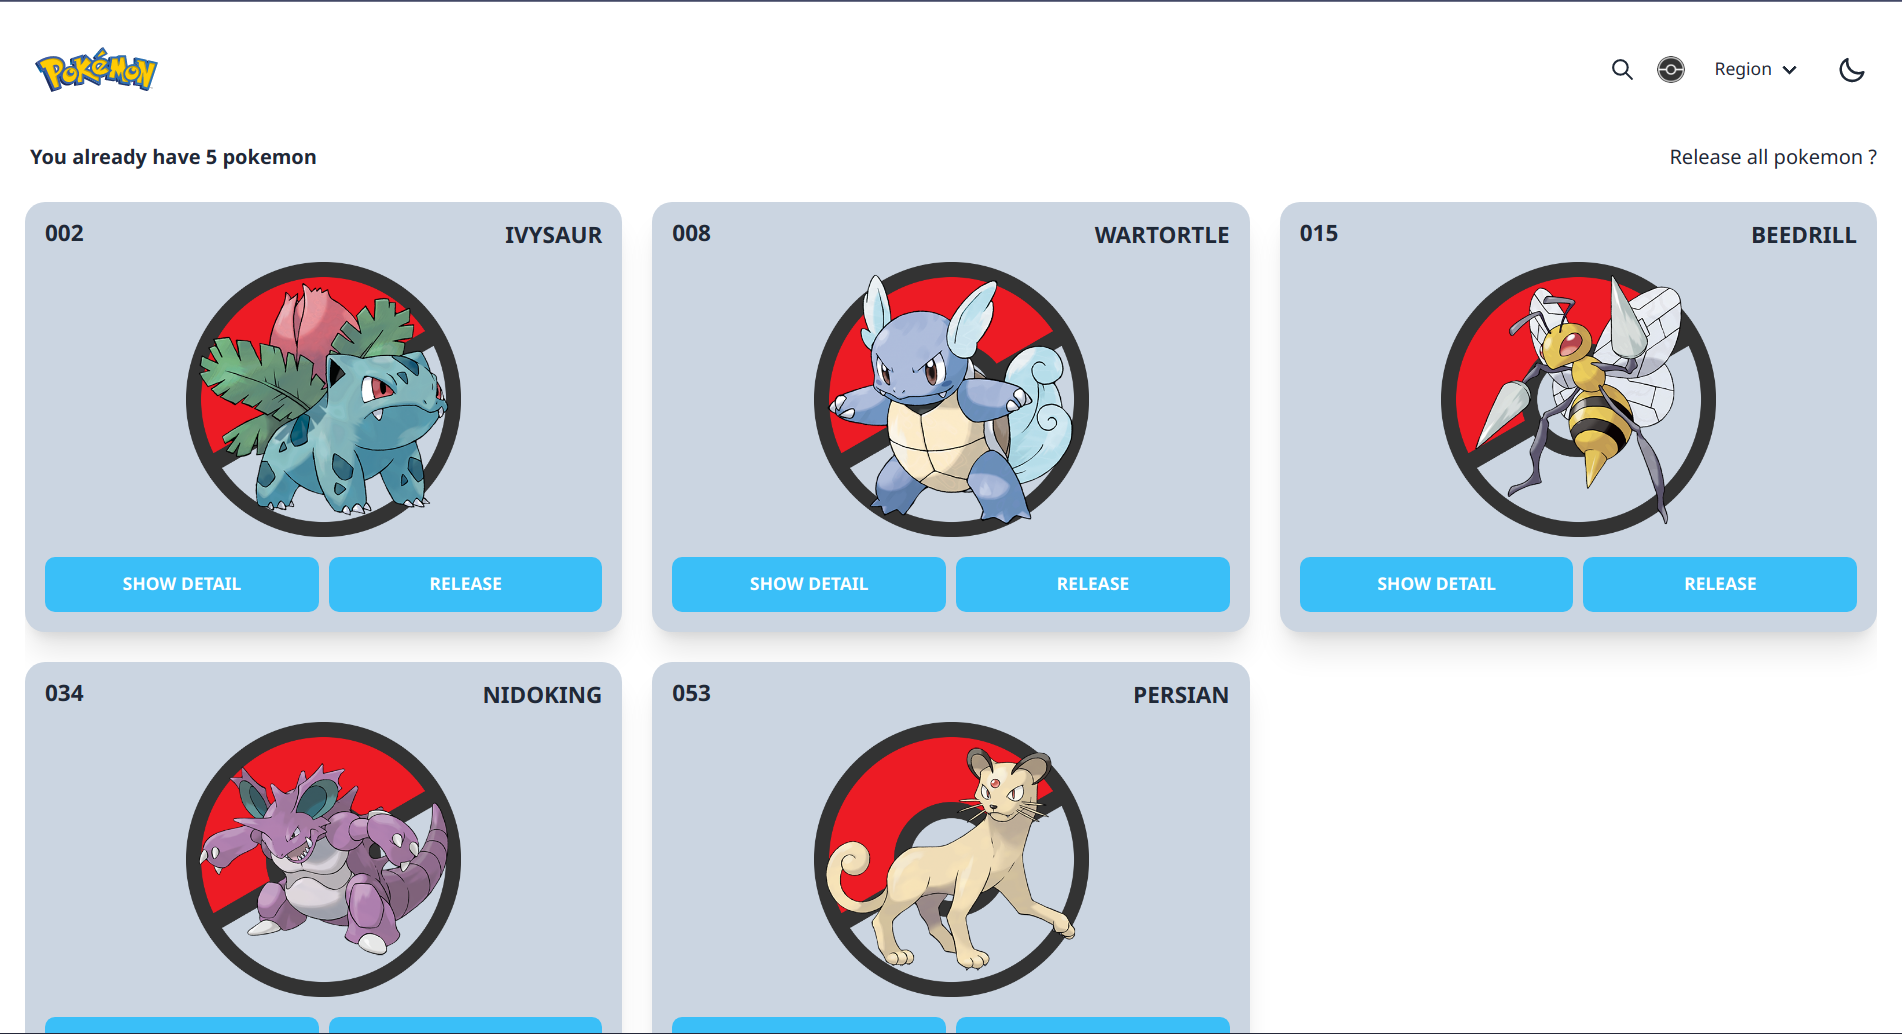 Pokémon
Region
You already have 5 pokemon
Release all pokemon ?
002 IVYSAUR
008 WARTORTLE
015 BEEDRILL
SHOW DETAIL RELEASE
SHOW DETAIL RELEASE
SHOW DETAIL RELEASE
034 NIDOKING
053 PERSIAN